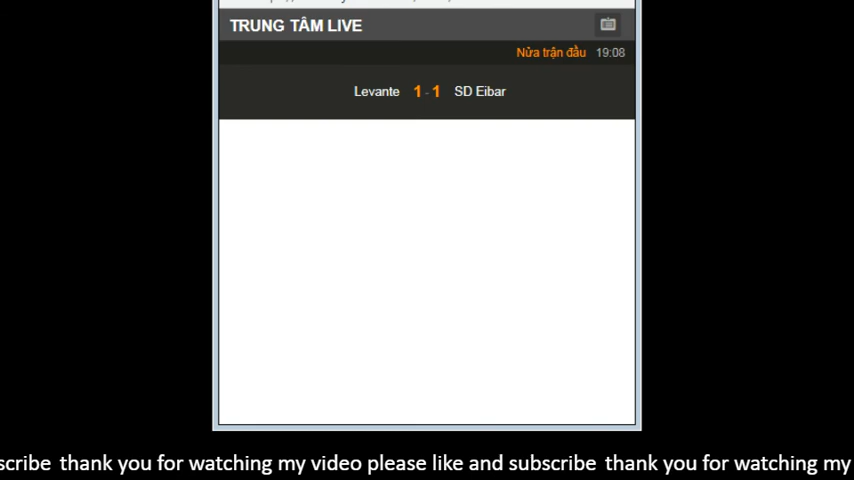 TRUNG TÂM LIVE
Nửa trận đầu 19:08
Levante 1 - 1 SD Eibar
scribe thank you for watching my video please like and subscribe thank you for watching my